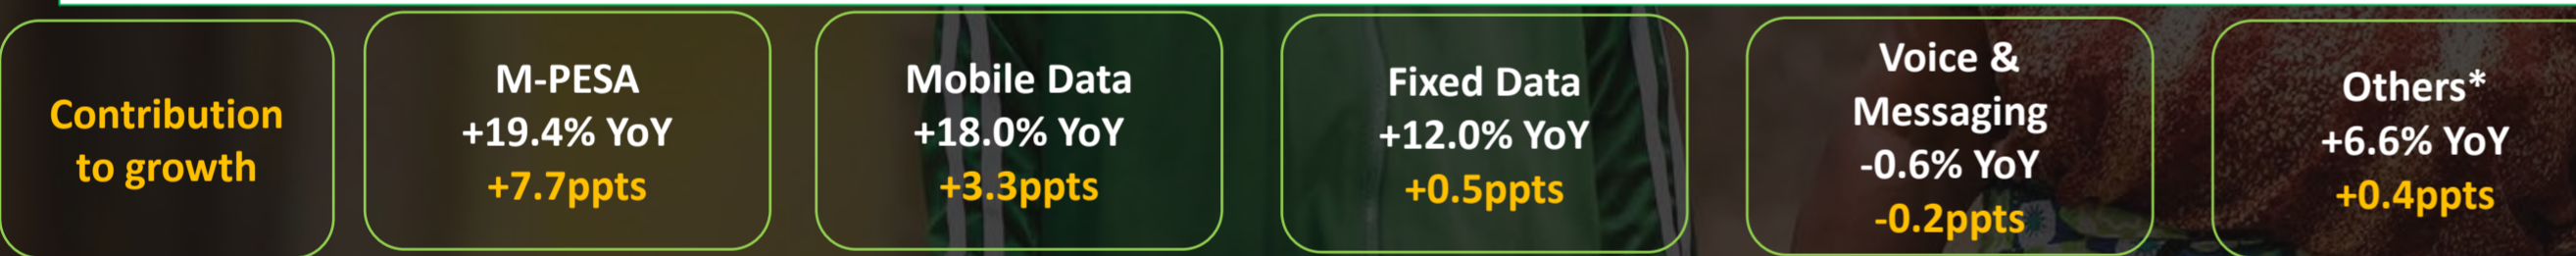 Contribution
to growth
M-PESA
+19.4% YoY
+7.7ppts
Mobile Data
+18.0% YoY
+3.3ppts
Fixed Data
+12.0% YoY
+0.5ppts
Voice &
Messaging
-0.6% YoY
-0.2ppts
Others*
+6.6% YoY
+0.4ppts